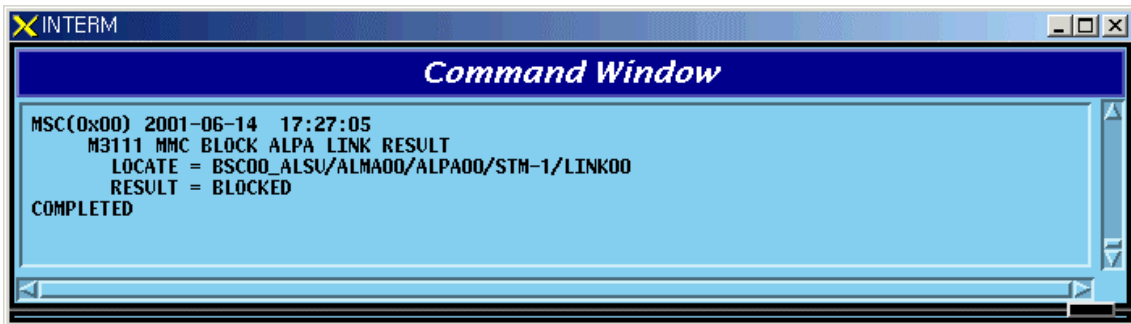 INTERM
Command Window
MSC(0x00) 2001-06-14 17:27:05
M3111 MMC BLOCK ALPA LINK RESULT
LOCATE = BSC00_ALSU/ALMA00/ALPA00/STM-1/LINK00
RESULT = BLOCKED
COMPLETED